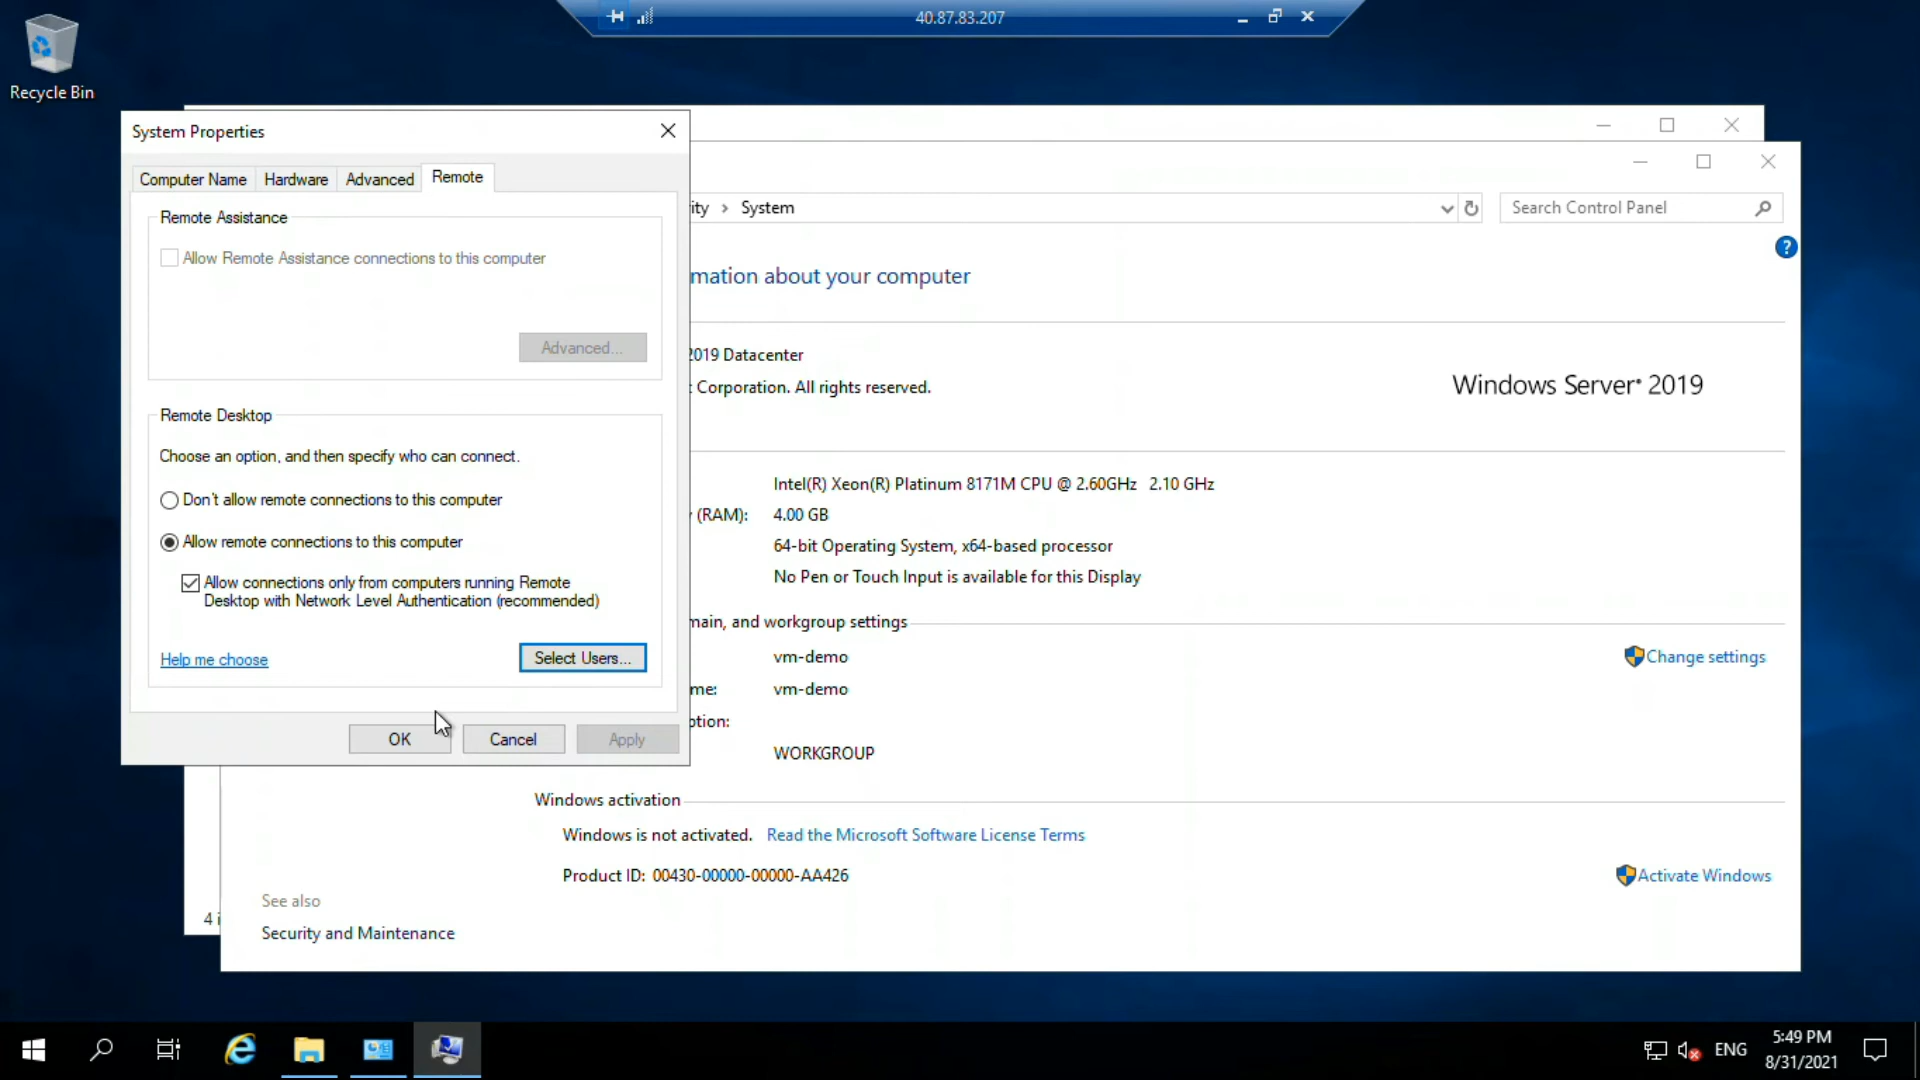 40.87.83.207
Recycle Bin
System Properties
Computer Name
Hardware
Advanced
Remote
Remote Assistance
Allow Remote Assistance connections to this computer
Advanced...
Remote Desktop
Choose an option, and then specify who can connect.
Don't allow remote connections to this computer
Allow remote connections to this computer
Allow connections only from computers running Remote
Desktop with Network Level Authentication (recommended)
Help me choose
Select Users...
OK
Cancel
Apply
ity > System
Search Control Panel
?
mation about your computer
2019 Datacenter
Corporation. All rights reserved.
Windows Server® 2019
Intel(R) Xeon(R) Platinum 8171M CPU @ 2.60GHz 2.10 GHz
(RAM): 4.00 GB
64-bit Operating System, x64-based processor
No Pen or Touch Input is available for this Display
main, and workgroup settings
vm-demo
Change settings
me: vm-demo
ption:
WORKGROUP
Windows activation
Windows is not activated. Read the Microsoft Software License Terms
Product ID: 00430-00000-00000-AA426
Activate Windows
See also
4 i
Security and Maintenance
ENG
5:49 PM
8/31/2021